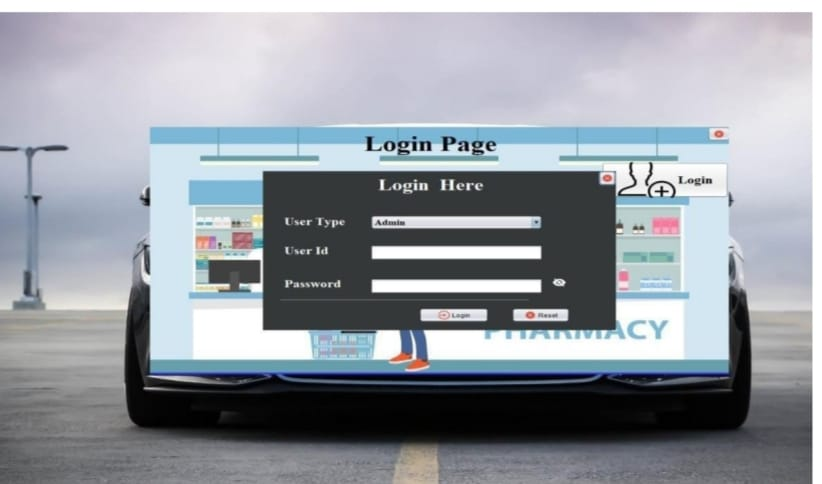 Login Page
Login
Login Here
User Type
Admin
User Id
Password
Login
Reset
PHARMACY